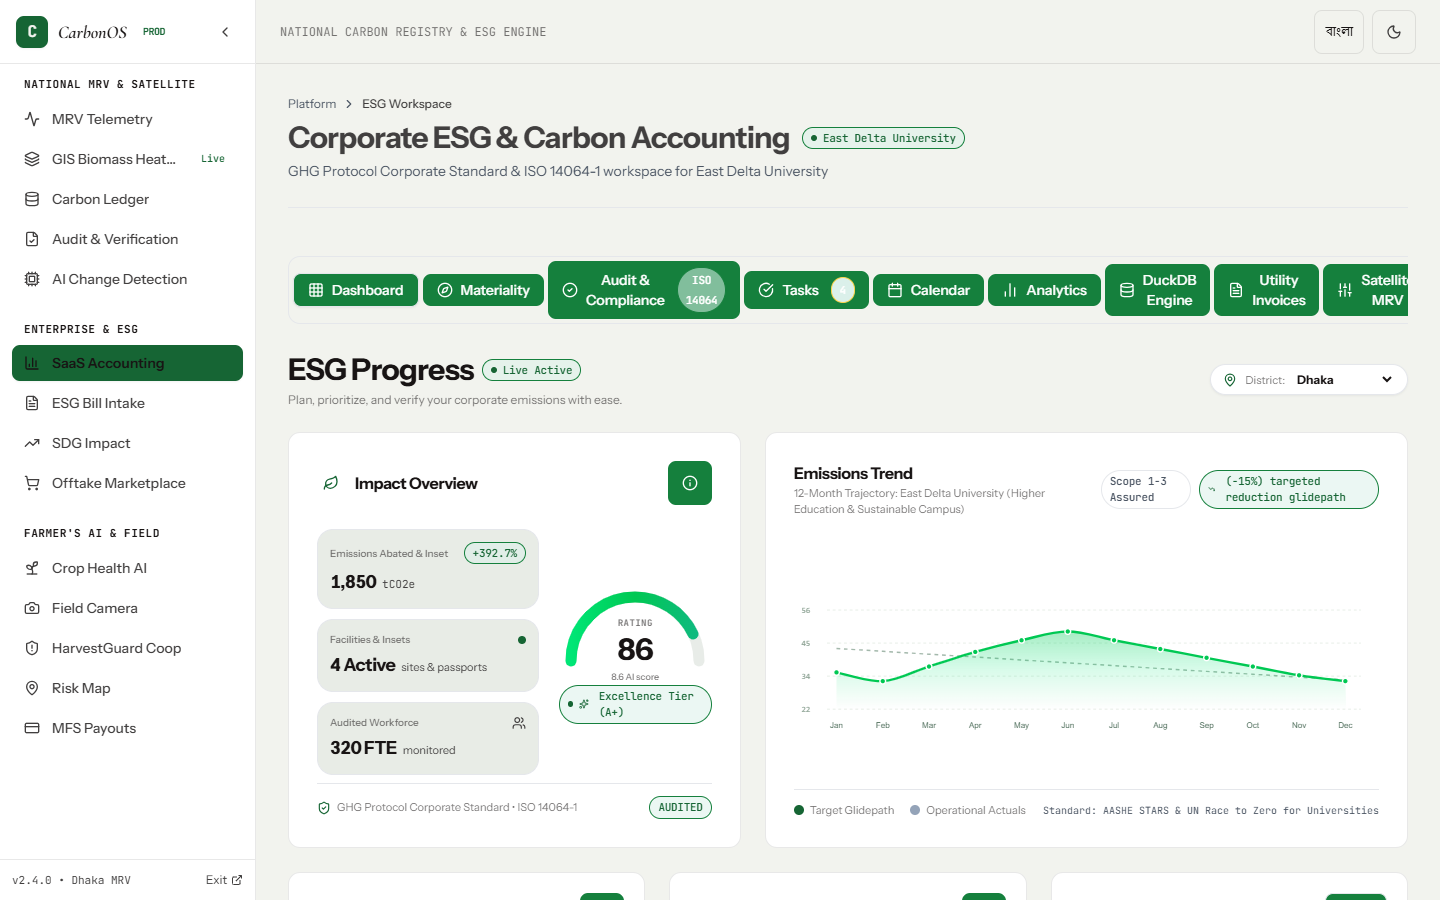 C CarbonOS PROD
NATIONAL CARBON REGISTRY & ESG ENGINE
বাংলা
NATIONAL MRV & SATELLITE
MRV Telemetry
GIS Biomass Heat... Live
Carbon Ledger
Audit & Verification
AI Change Detection
ENTERPRISE & ESG
SaaS Accounting
ESG Bill Intake
SDG Impact
Offtake Marketplace
FARMER'S AI & FIELD
Crop Health AI
Field Camera
HarvestGuard Coop
Risk Map
MFS Payouts
v2.4.0 • Dhaka MRV
Exit
Platform > ESG Workspace
Corporate ESG & Carbon Accounting
East Delta University
GHG Protocol Corporate Standard & ISO 14064-1 workspace for East Delta University
Dashboard
Materiality
Audit &
Compliance
ISO
14064
Tasks
4
Calendar
Analytics
DuckDB
Engine
Utility
Invoices
Satellite
MRV
ESG Progress
Live Active
Plan, prioritize, and verify your corporate emissions with ease.
District: Dhaka
Impact Overview
Emissions Abated & Inset
+392.7%
1,850 tCO2e
Facilities & Insets
4 Active sites & passports
Audited Workforce
320 FTE monitored
RATING
86
8.6 AI score
Excellence Tier
(A+)
GHG Protocol Corporate Standard • ISO 14064-1
AUDITED
Emissions Trend
12-Month Trajectory: East Delta University (Higher
Education & Sustainable Campus)
Scope 1-3
Assured
(-15%) targeted
reduction glidepath
56
45
34
22
Jan Feb Mar Apr May Jun Jul Aug Sep Oct Nov Dec
Target Glidepath
Operational Actuals
Standard: AASHE STARS & UN Race to Zero for Universities